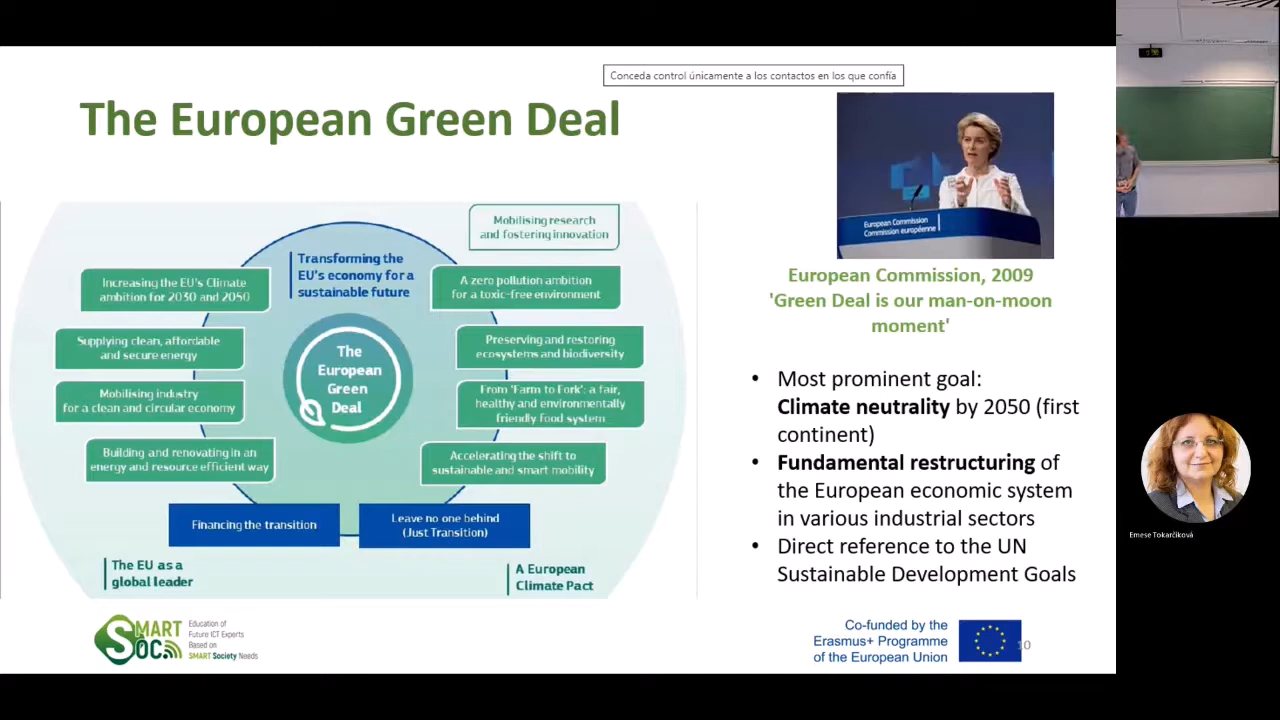 Conceda control únicamente a los contactos en los que confía
The European Green Deal
Mobilising research
and fostering innovation
Transforming the
EU's economy for a
sustainable future
Increasing the EU's Climate
ambition for 2030 and 2050
A zero pollution ambition
for a toxic-free environment
Supplying clean, affordable
and secure energy
Preserving and restoring
ecosystems and biodiversity
The
European
Green
Deal
Mobilising industry
for a clean and circular economy
From 'Farm to Fork': a fair,
healthy and environmentally
friendly food system
Building and renovating in an
energy and resource efficient way
Accelerating the shift to
sustainable and smart mobility
Financing the transition
Leave no one behind
(Just Transition)
The EU as a
global leader
A European
Climate Pact
European Commission
Commission européenne
European Commission, 2009
'Green Deal is our man-on-moon
moment'
• Most prominent goal:
Climate neutrality by 2050 (first
continent)
• Fundamental restructuring of
the European economic system
in various industrial sectors
• Direct reference to the UN
Sustainable Development Goals
SMART
SOC
Education of
Future ICT Experts
Based on
SMART Society Needs
Co-funded by the
Erasmus+ Programme
of the European Union
10
Emese Tokarčíková